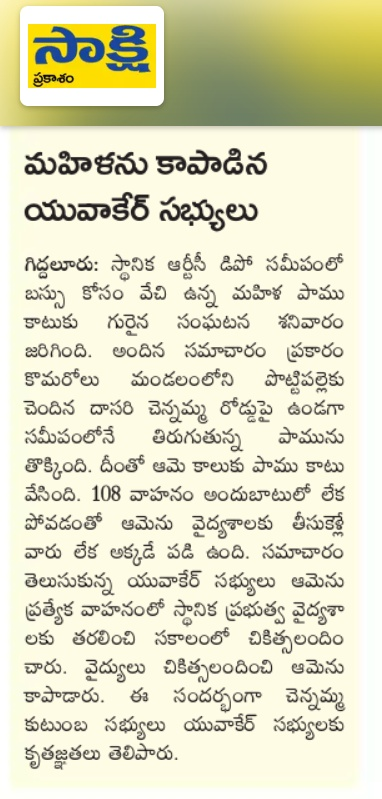 సాక్షి
ప్రకాశం
మహిళను కాపాడిన
యువాకేర్ సభ్యులు
గిద్దలూరు: స్థానిక ఆర్టీసీ డిపో సమీపంలో
బస్సు కోసం వేచి ఉన్న మహిళ పాము
కాటుకు గురైన సంఘటన శనివారం
జరిగింది. అందిన సమాచారం ప్రకారం
కొమరోలు మండలంలోని పొట్టిపల్లెకు
చెందిన దాసరి చెన్నమ్మ రోడ్డుపై ఉండగా
సమీపంలోనే తిరుగుతున్న పామును
తొక్కింది. దీంతో ఆమె కాలుకు పాము కాటు
వేసింది. 108 వాహనం అందుబాటులో లేక
పోవడంతో ఆమెను వైద్యశాలకు తీసుకెళ్లే
వారు లేక అక్కడే పడి ఉంది. సమాచారం
తెలుసుకున్న యువాకేర్ సభ్యులు ఆమెను
ప్రత్యేక వాహనంలో స్థానిక ప్రభుత్వ వైద్యశా
లకు తరలించి సకాలంలో చికిత్సలందిం
చారు. వైద్యులు చికిత్సలందించి ఆమెను
కాపాడారు. ఈ సందర్భంగా చెన్నమ్మ
కుటుంబ సభ్యులు యువాకేర్ సభ్యులకు
కృతజ్ఞతలు తెలిపారు.